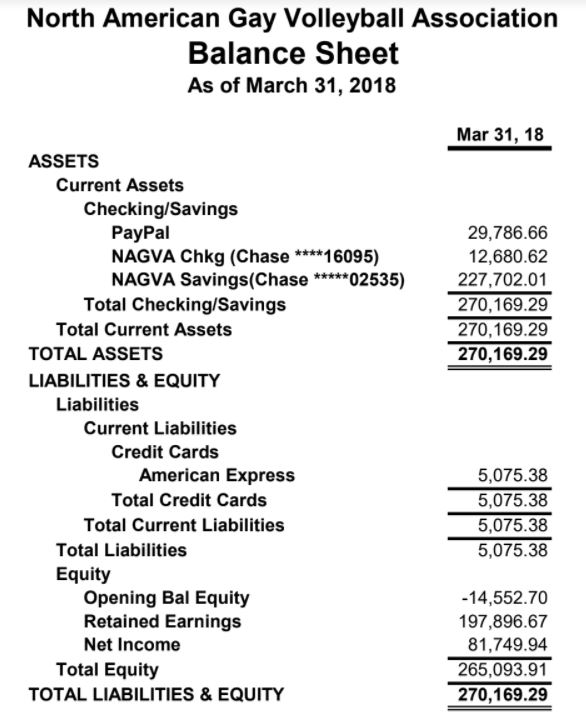 North American Gay Volleyball Association
Balance Sheet
As of March 31, 2018
Mar 31, 18
ASSETS
Current Assets
Checking/Savings
PayPal 29,786.66
NAGVA Chkg (Chase ****16095) 12,680.62
NAGVA Savings(Chase *****02535) 227,702.01
Total Checking/Savings 270,169.29
Total Current Assets 270,169.29
TOTAL ASSETS 270,169.29
LIABILITIES & EQUITY
Liabilities
Current Liabilities
Credit Cards
American Express 5,075.38
Total Credit Cards 5,075.38
Total Current Liabilities 5,075.38
Total Liabilities 5,075.38
Equity
Opening Bal Equity -14,552.70
Retained Earnings 197,896.67
Net Income 81,749.94
Total Equity 265,093.91
TOTAL LIABILITIES & EQUITY 270,169.29